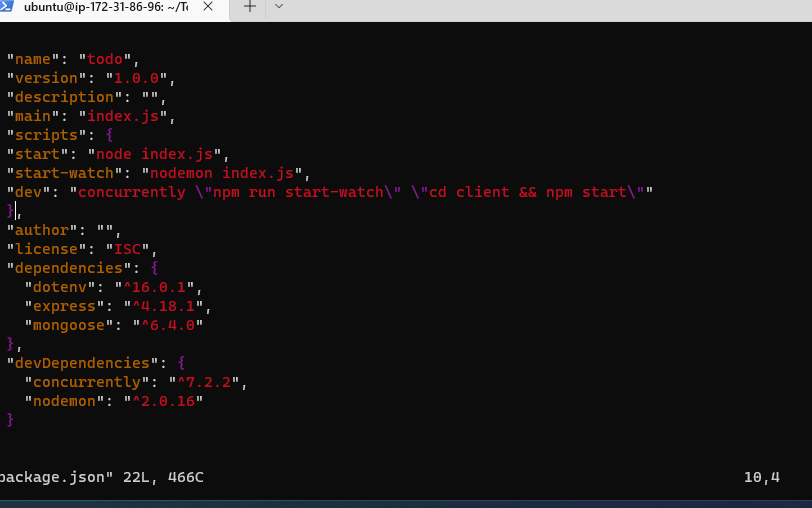 ubuntu@ip-172-31-86-96: ~/To
"name": "todo",
"version": "1.0.0",
"description": "",
"main": "index.js",
"scripts": {
"start": "node index.js",
"start-watch": "nodemon index.js",
"dev": "concurrently \"npm run start-watch\" \"cd client && npm start\""
},
"author": "",
"license": "ISC",
"dependencies": {
"dotenv": "^16.0.1",
"express": "^4.18.1",
"mongoose": "^6.4.0"
},
"devDependencies": {
"concurrently": "^7.2.2",
"nodemon": "^2.0.16"
}
package.json" 22L, 466C 10,4